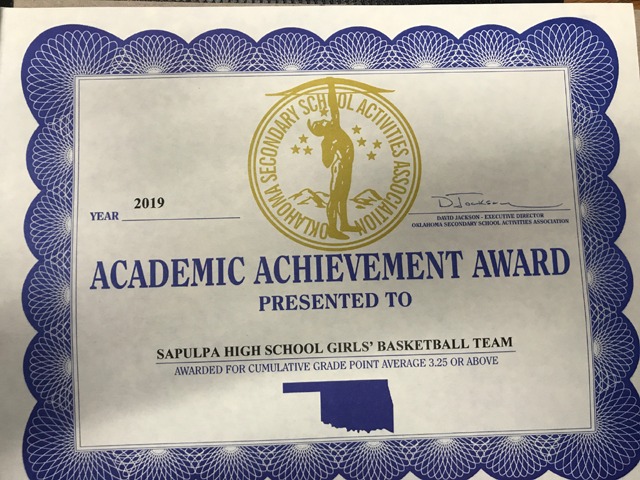 OKLAHOMA SECONDARY SCHOOL ACTIVITIES ASSOCIATION
2019
YEAR
D. Jackson
DAVID JACKSON - EXECUTIVE DIRECTOR
OKLAHOMA SECONDARY SCHOOL ACTIVITIES ASSOCIATION
ACADEMIC ACHIEVEMENT AWARD
PRESENTED TO
SAPULPA HIGH SCHOOL GIRLS' BASKETBALL TEAM
AWARDED FOR CUMULATIVE GRADE POINT AVERAGE 3.25 OR ABOVE